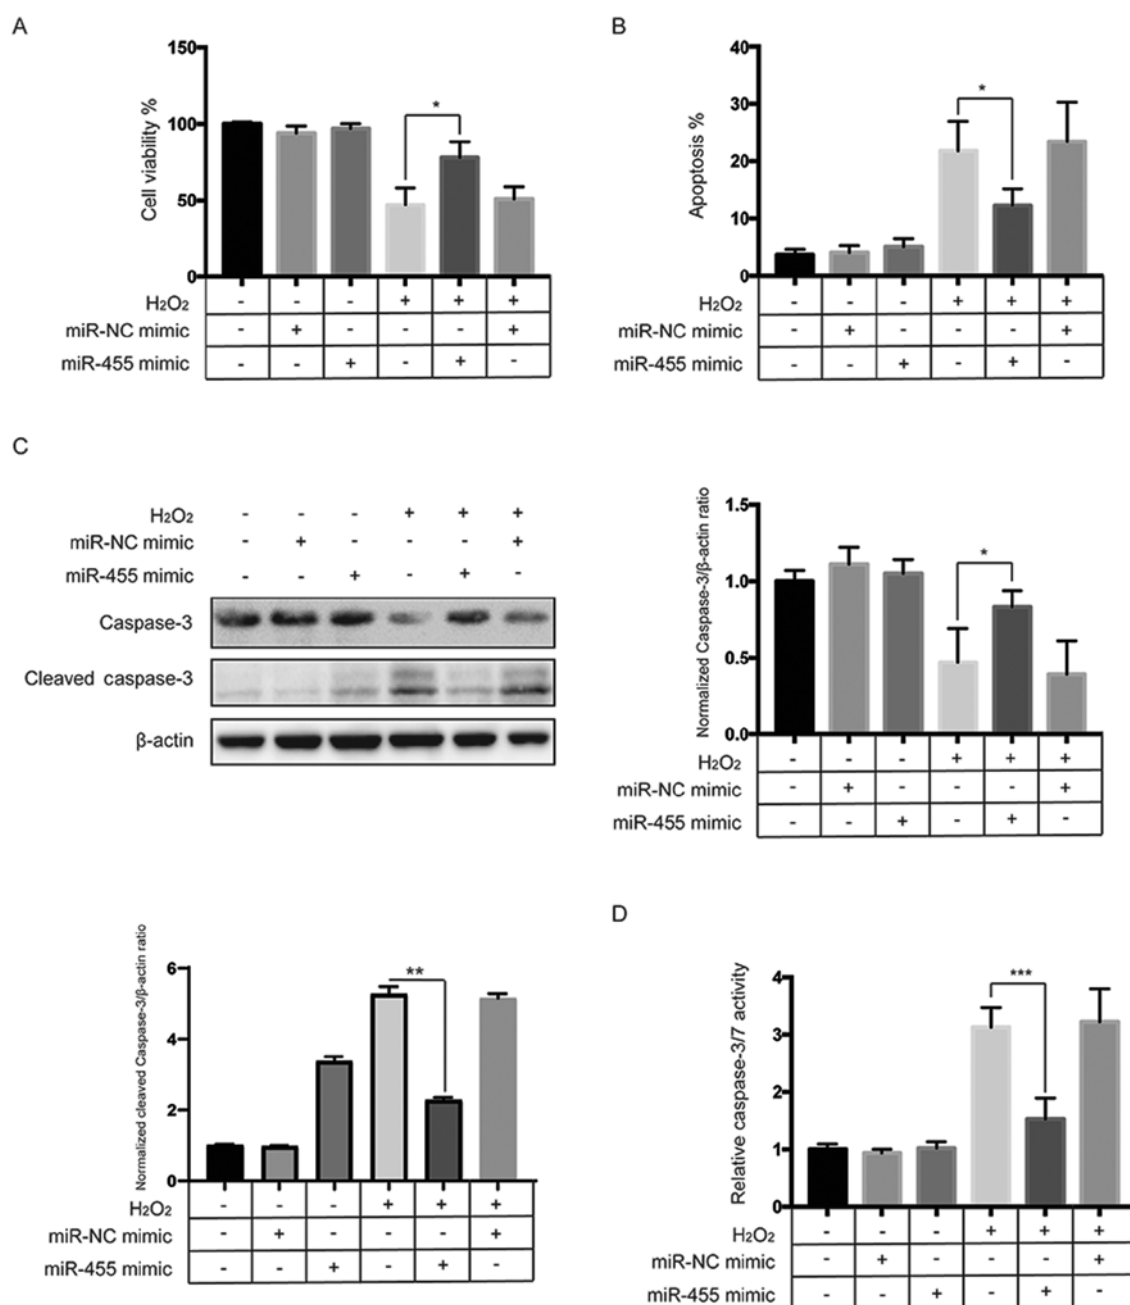 A
Cell viability %
150
100
50
0
*
H₂O₂ - - - + + +
miR-NC mimic - + - - - +
miR-455 mimic - - + - + -
B
Apoptosis %
40
30
20
10
0
*
H₂O₂ - - - + + +
miR-NC mimic - + - - - +
miR-455 mimic - - + - + -
C
H₂O₂ - - - + + +
miR-NC mimic - + - - - +
miR-455 mimic - - + - + -
Caspase-3
Cleaved caspase-3
β-actin
Normalized Caspase-3/β-actin ratio
1.5
1.0
0.5
0.0
*
H₂O₂ - - - + + +
miR-NC mimic - + - - - +
miR-455 mimic - - + - + -
Normalized cleaved Caspase-3/β-actin ratio
6
4
2
0
**
H₂O₂ - - - + + +
miR-NC mimic - + - - - +
miR-455 mimic - - + - + -
D
Relative caspase-3/7 activity
4
3
2
1
0
***
H₂O₂ - - - + + +
miR-NC mimic - + - - - +
miR-455 mimic - - + - + -